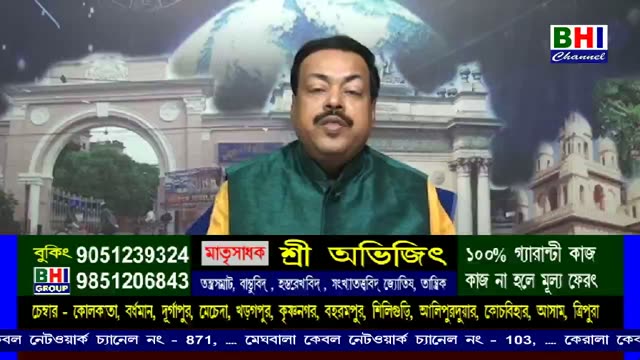 BHI
Channel
বুকিং 9051239324
BHI GROUP 9851206843
মাতৃসাধক শ্রী অভিজিৎ
তন্ত্রসম্রাট, বাস্তুবিদ্, হস্তরেখাবিদ্, সংখ্যাতত্ত্ববিদ্ জ্যোতিষ, তান্ত্রিক
১০০% গ্যারান্টী কাজ
কাজ না হলে মূল্য ফেরৎ
চেম্বার - কোলকাতা, বর্ধমান, দূর্গাপুর, মেচেদা, খড়গপুর, কৃষ্ণনগর, বহরমপুর, শিলিগুড়ি, আলিপুরদুয়ার, কোচবিহার, আসাম, ত্রিপুরা
কেবল নেটওয়ার্ক চ্যানেল নং - 871, .... মেঘবালা কেবল নেটওয়ার্ক চ্যানেল নং - 103, .... কেরালা কেবল